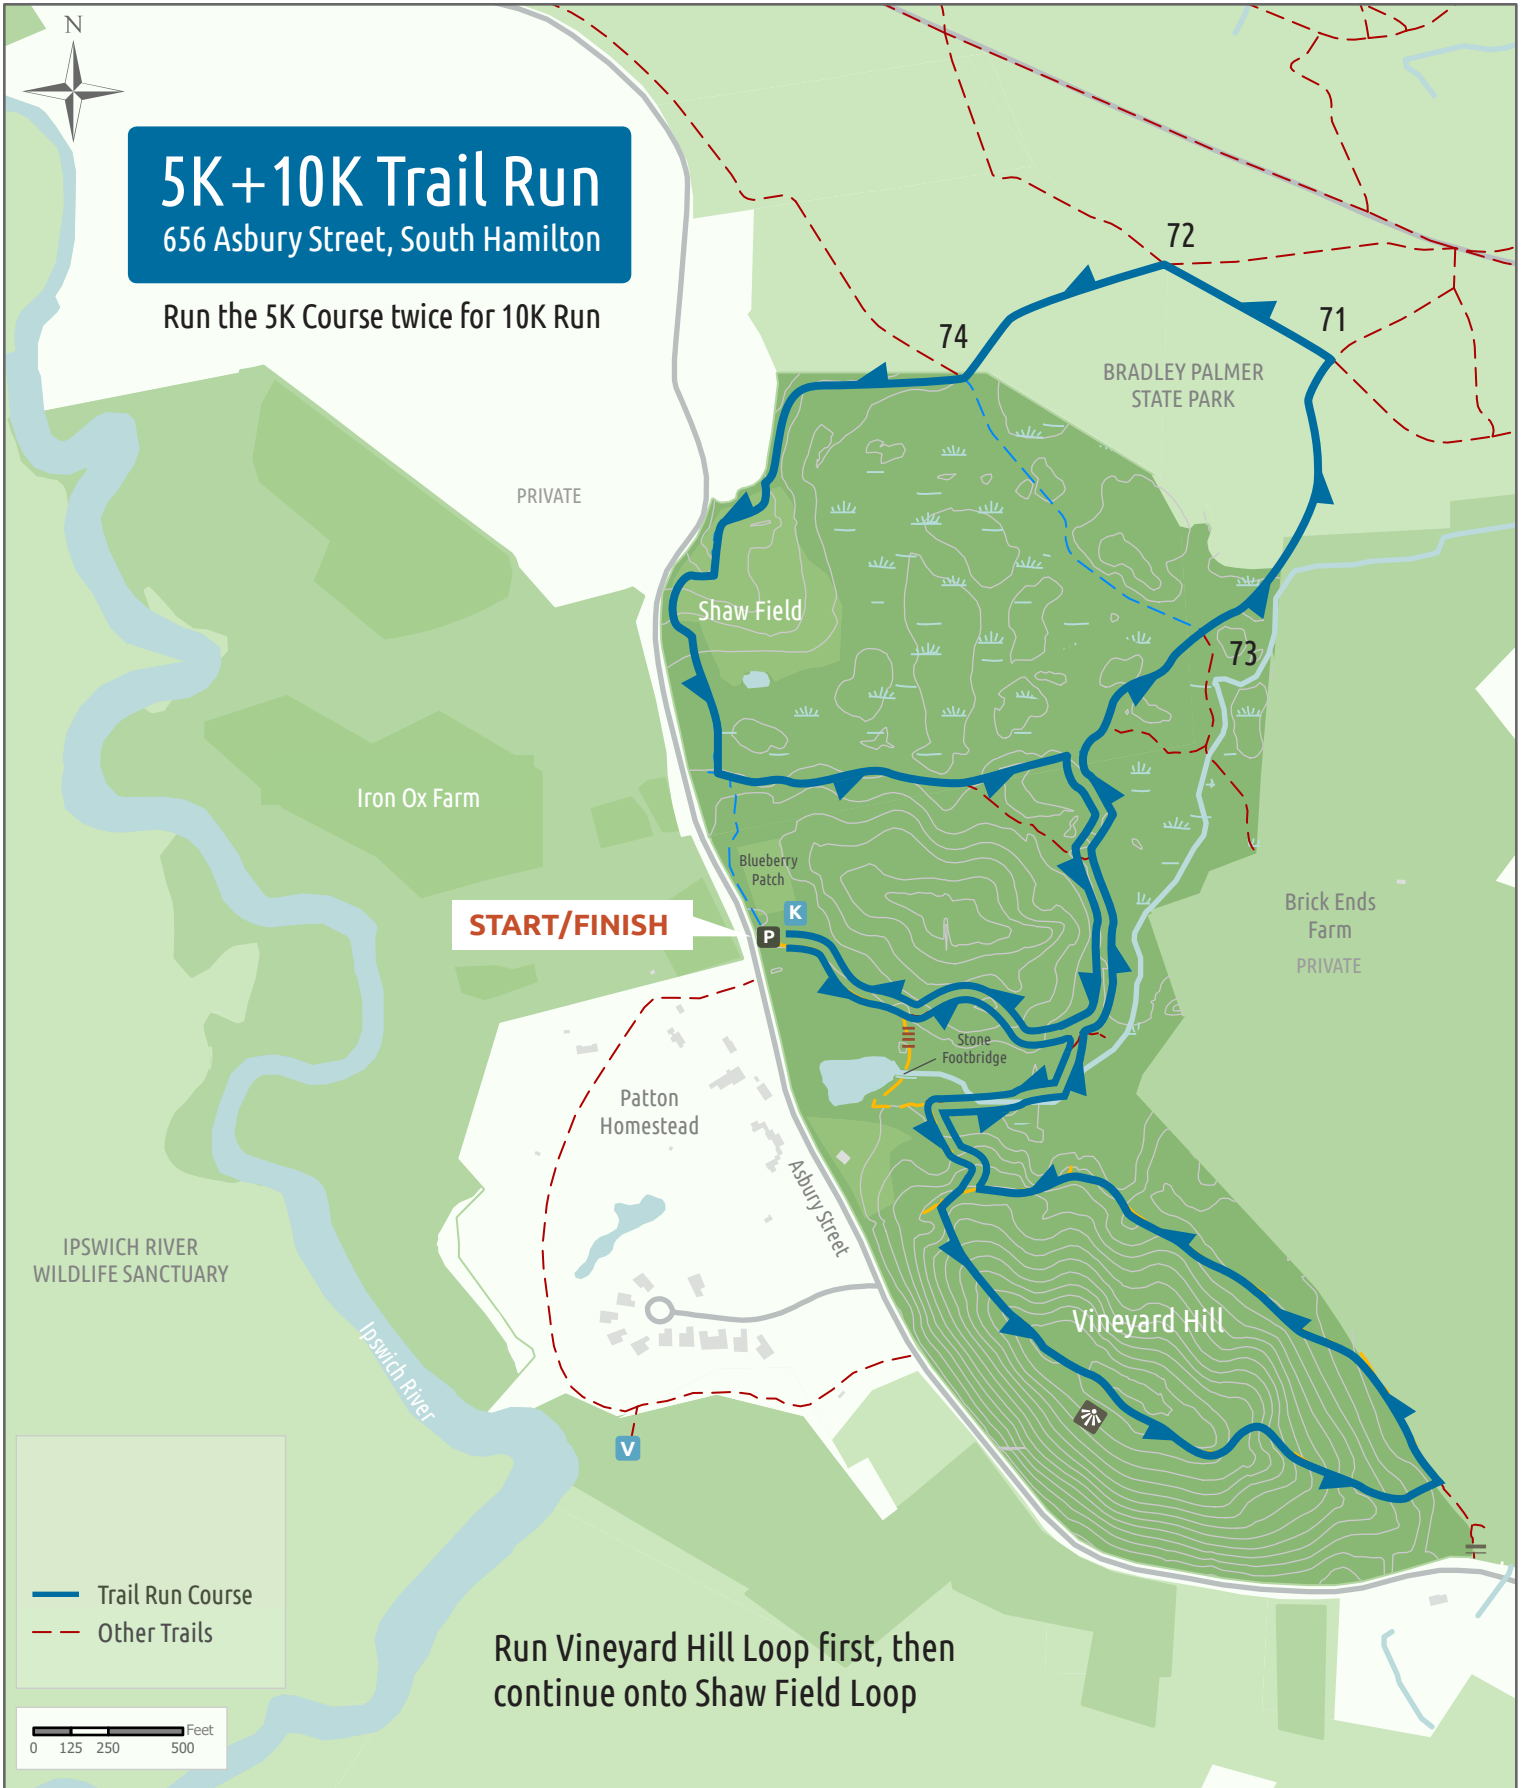 N
5K+10K Trail Run
656 Asbury Street, South Hamilton
Run the 5K Course twice for 10K Run
72
71
74
BRADLEY PALMER
STATE PARK
PRIVATE
Shaw Field
73
Iron Ox Farm
Blueberry
Patch
K
START/FINISH
P
Brick Ends
Farm
PRIVATE
Stone
Footbridge
Patton
Homestead
Asbury Street
IPSWICH RIVER
WILDLIFE SANCTUARY
Vineyard Hill
Ipswich River
V
Trail Run Course
Other Trails
Run Vineyard Hill Loop first, then
continue onto Shaw Field Loop
Feet
0 125 250 500